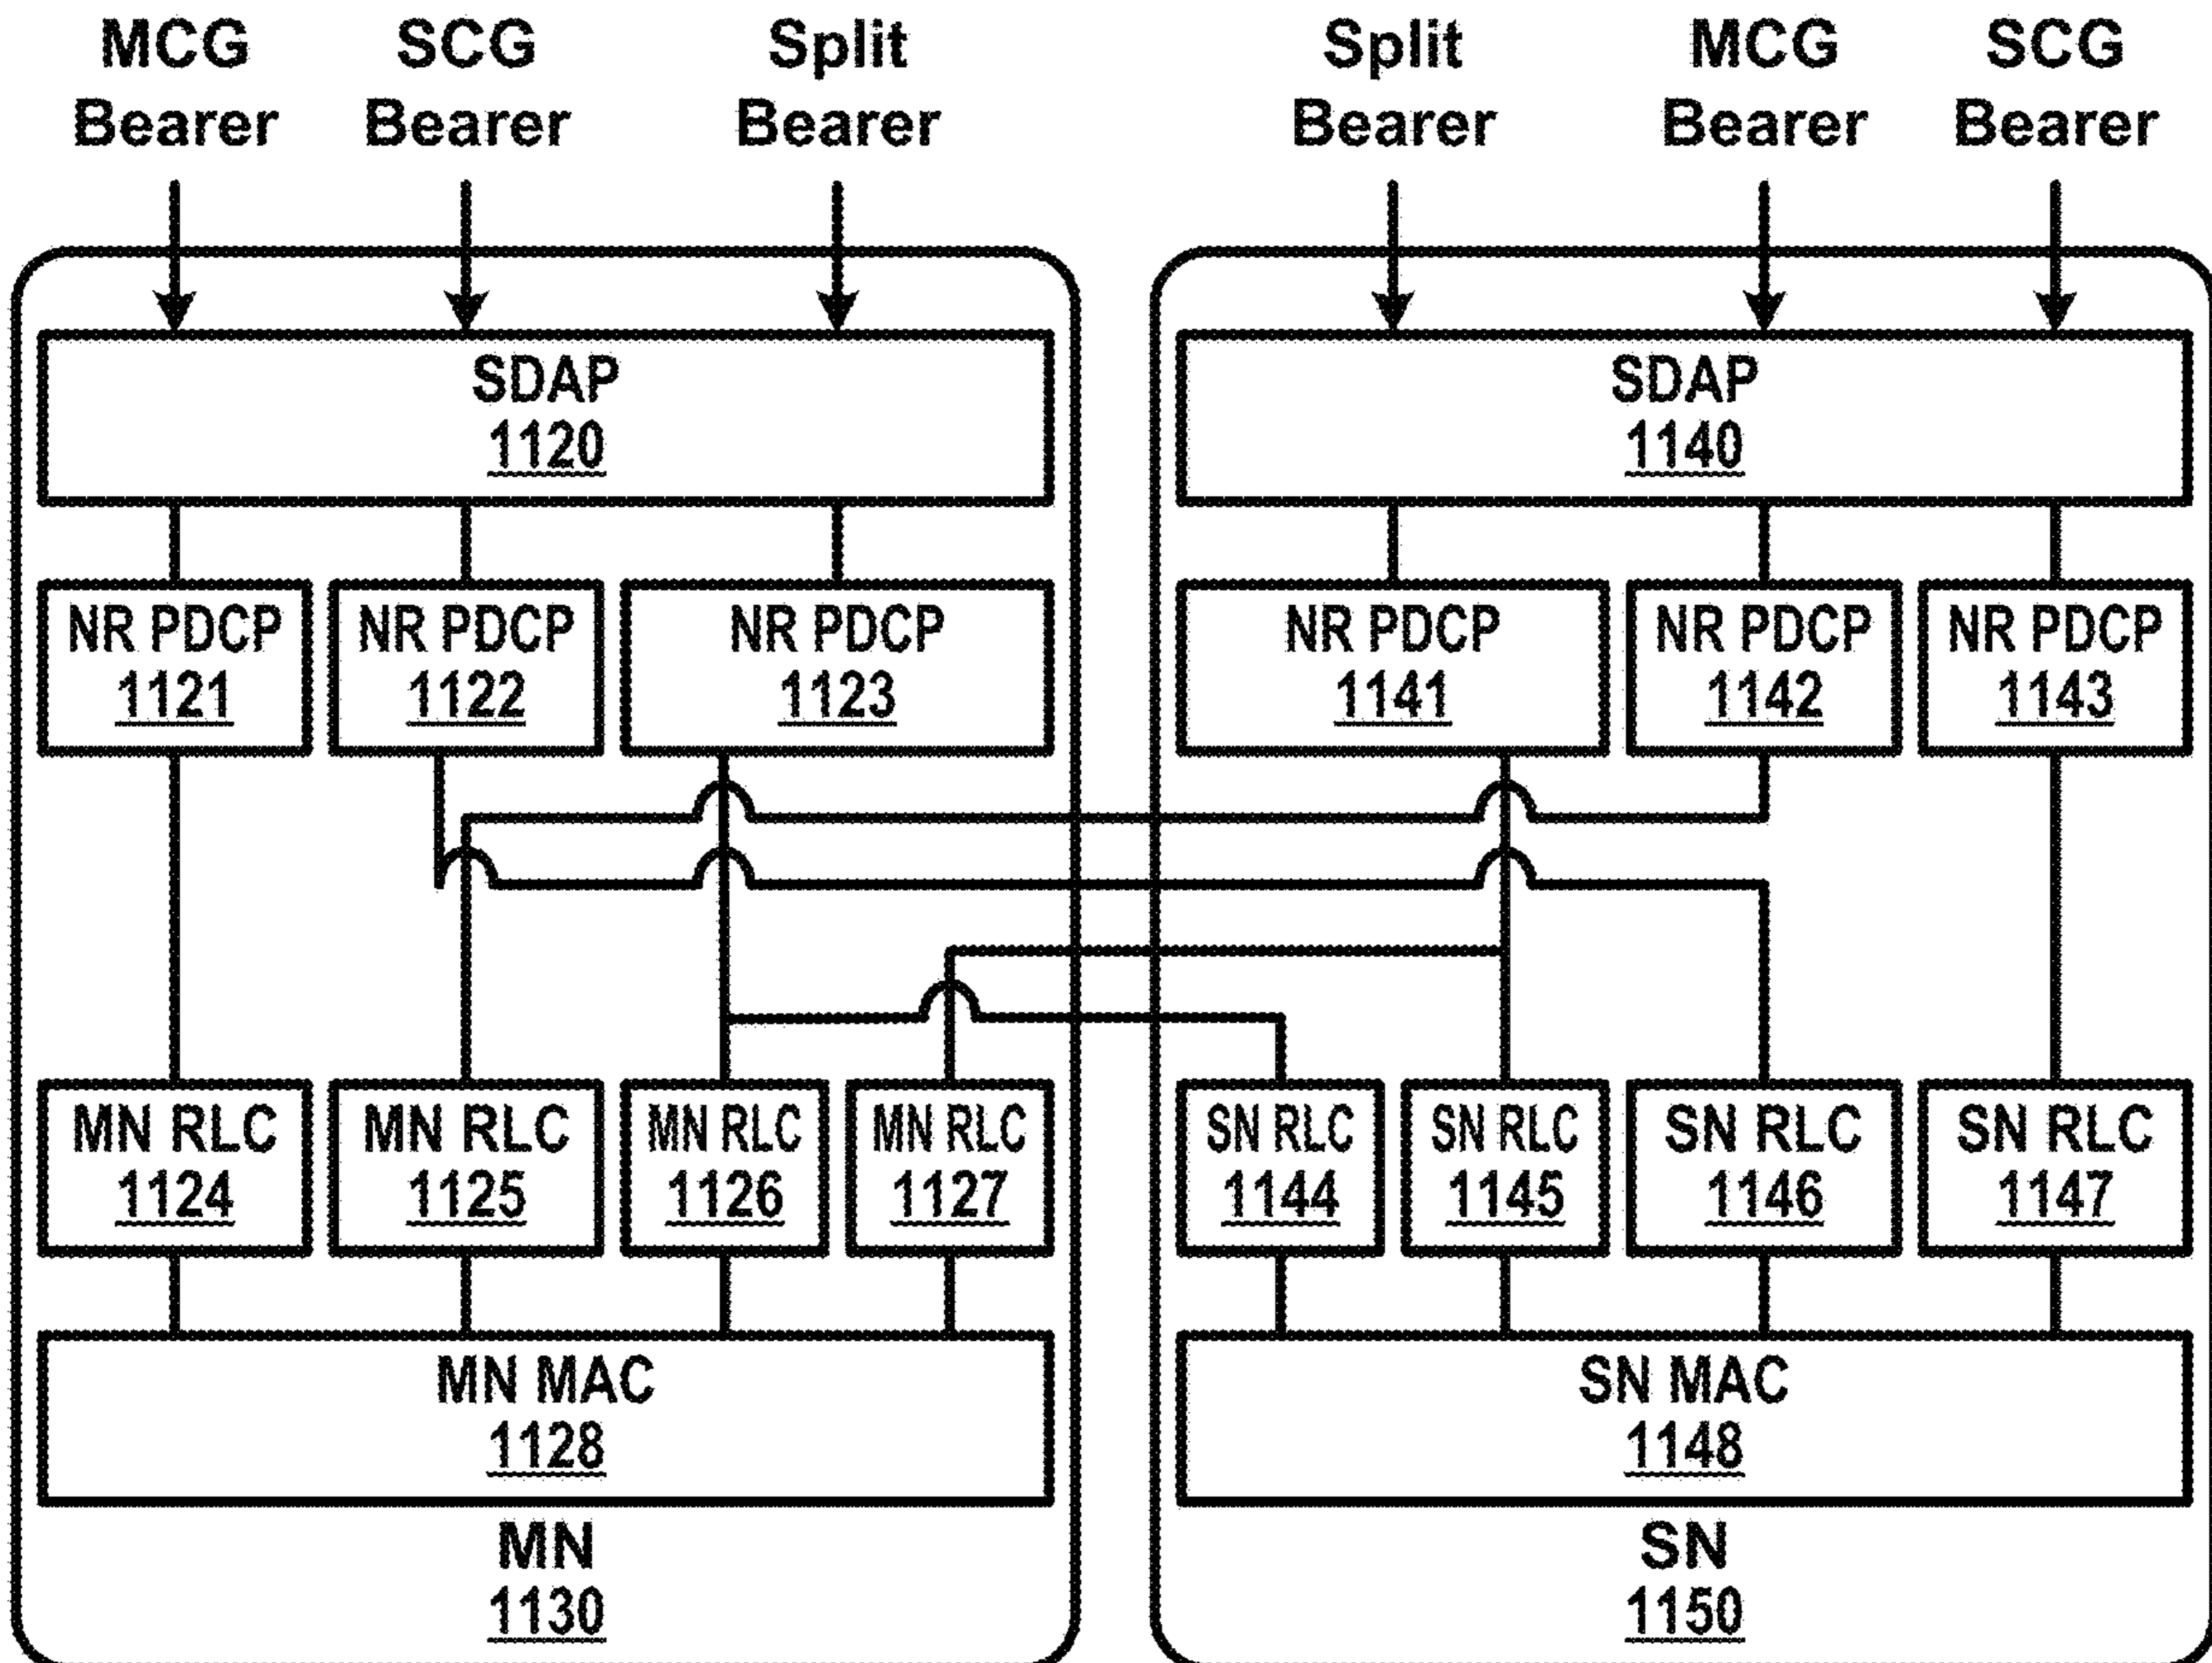 MCG
Bearer
SCG
Bearer
Split
Bearer
Split
Bearer
MCG
Bearer
SCG
Bearer
SDAP
1120
SDAP
1140
NR PDCP
1121
NR PDCP
1122
NR PDCP
1123
NR PDCP
1141
NR PDCP
1142
NR PDCP
1143
MN RLC
1124
MN RLC
1125
MN RLC
1126
MN RLC
1127
SN RLC
1144
SN RLC
1145
SN RLC
1146
SN RLC
1147
MN MAC
1128
SN MAC
1148
MN
1130
SN
1150